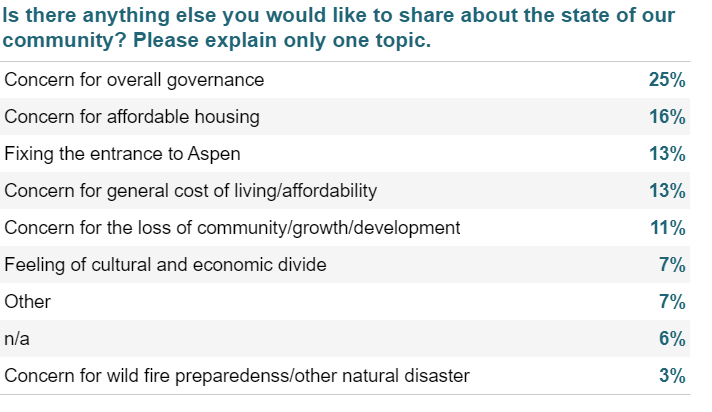 Is there anything else you would like to share about the state of our
community? Please explain only one topic.
Concern for overall governance 25%
Concern for affordable housing 16%
Fixing the entrance to Aspen 13%
Concern for general cost of living/affordability 13%
Concern for the loss of community/growth/development 11%
Feeling of cultural and economic divide 7%
Other 7%
n/a 6%
Concern for wild fire preparedenss/other natural disaster 3%